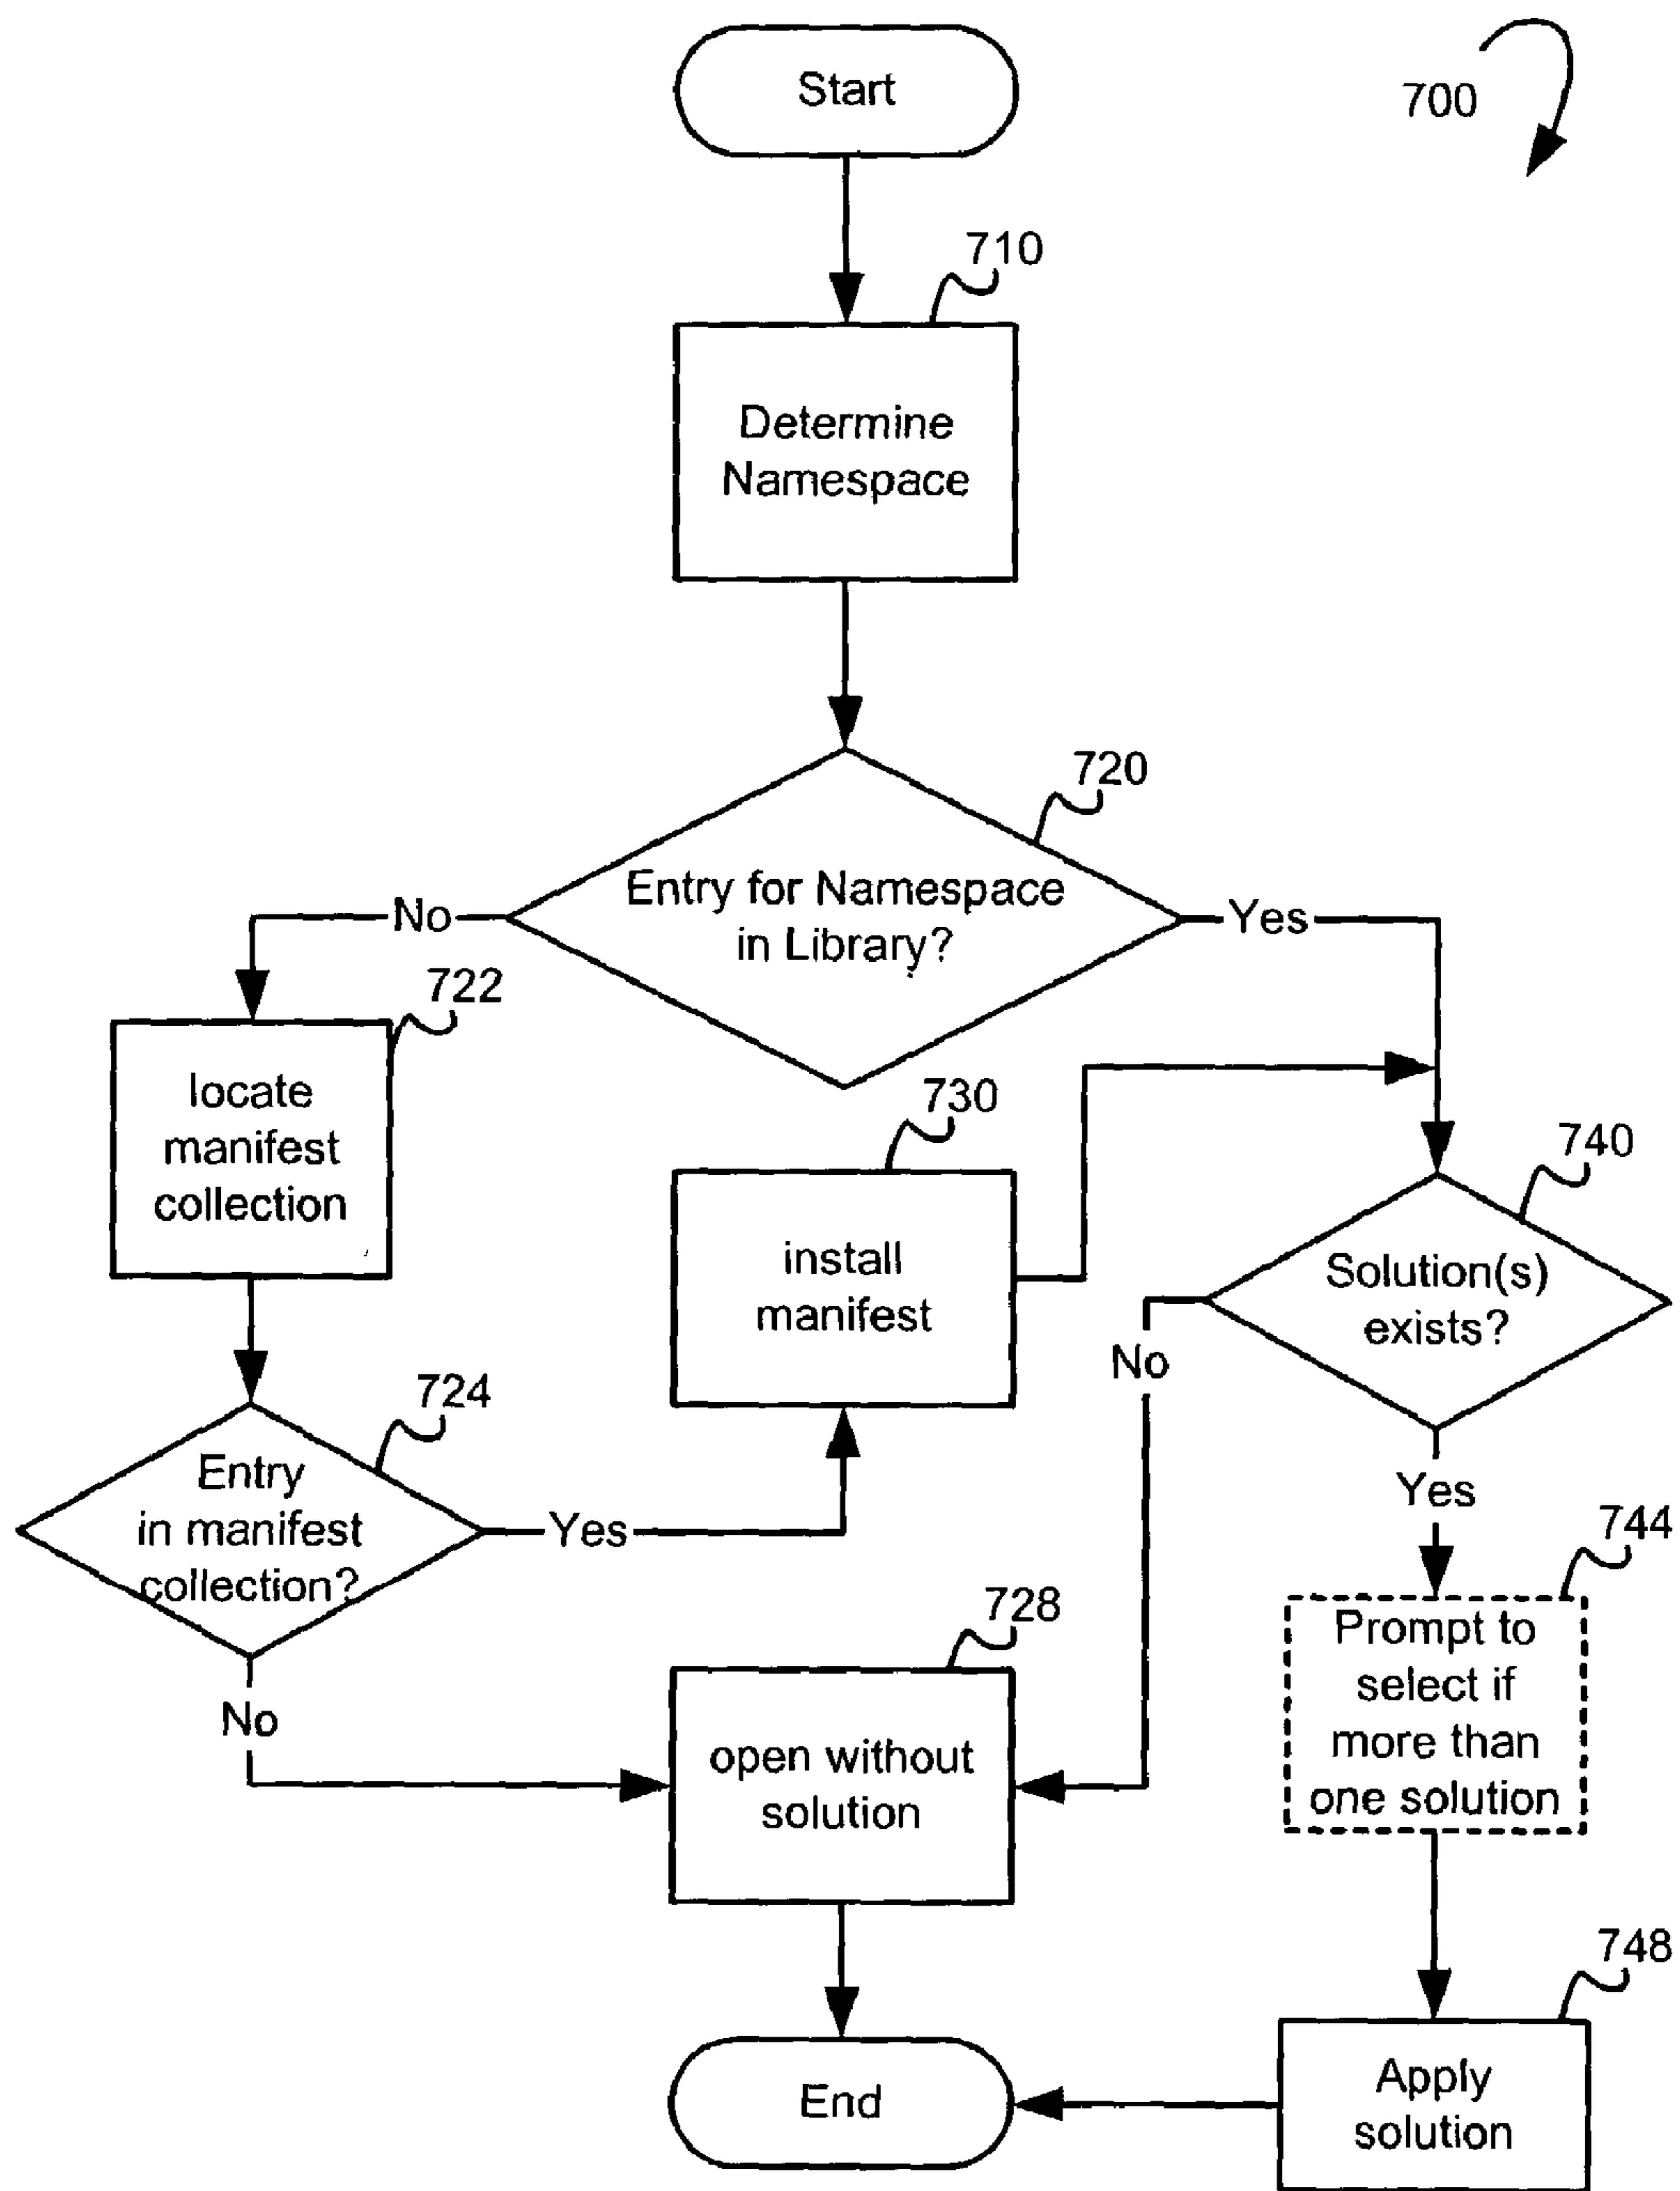 Start
700
710
Determine
Namespace
720
Entry for Namespace
in Library?
No
Yes
722
locate
manifest
collection
730
install
manifest
740
Solution(s)
exists?
No
724
Entry
in manifest
collection?
Yes
Yes
744
Prompt to
select if
more than
one solution
No
728
open without
solution
748
Apply
solution
End